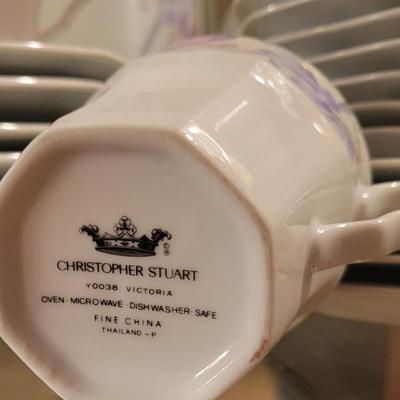 CHRISTOPHER STUART
Y0038 VICTORIA
OVEN · MICROWAVE · DISHWASHER · SAFE
FINE CHINA
THAILAND-P